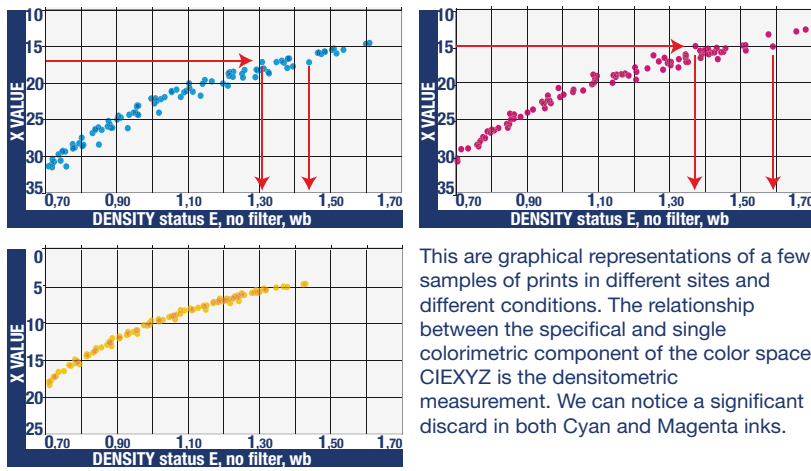 10
15
20
25
30
35
X VALUE
0,70 0,90 1,00 1,10 1,20 1,30 1,50 1,70
DENSITY status E, no filter, wb
10
15
20
25
30
35
X VALUE
0,70 0,90 1,10 1,30 1,50 1,70
DENSITY status E, no filter, wb
0
5
10
15
20
25
X VALUE
0,70 0,90 1,10 1,30 1,50 1,70
DENSITY status E, no filter, wb
This are graphical representations of a few
samples of prints in different sites and
different conditions. The relationship
between the specifical and single
colorimetric component of the color space
CIEXYZ is the densitometric
measurement. We can notice a significant
discard in both Cyan and Magenta inks.